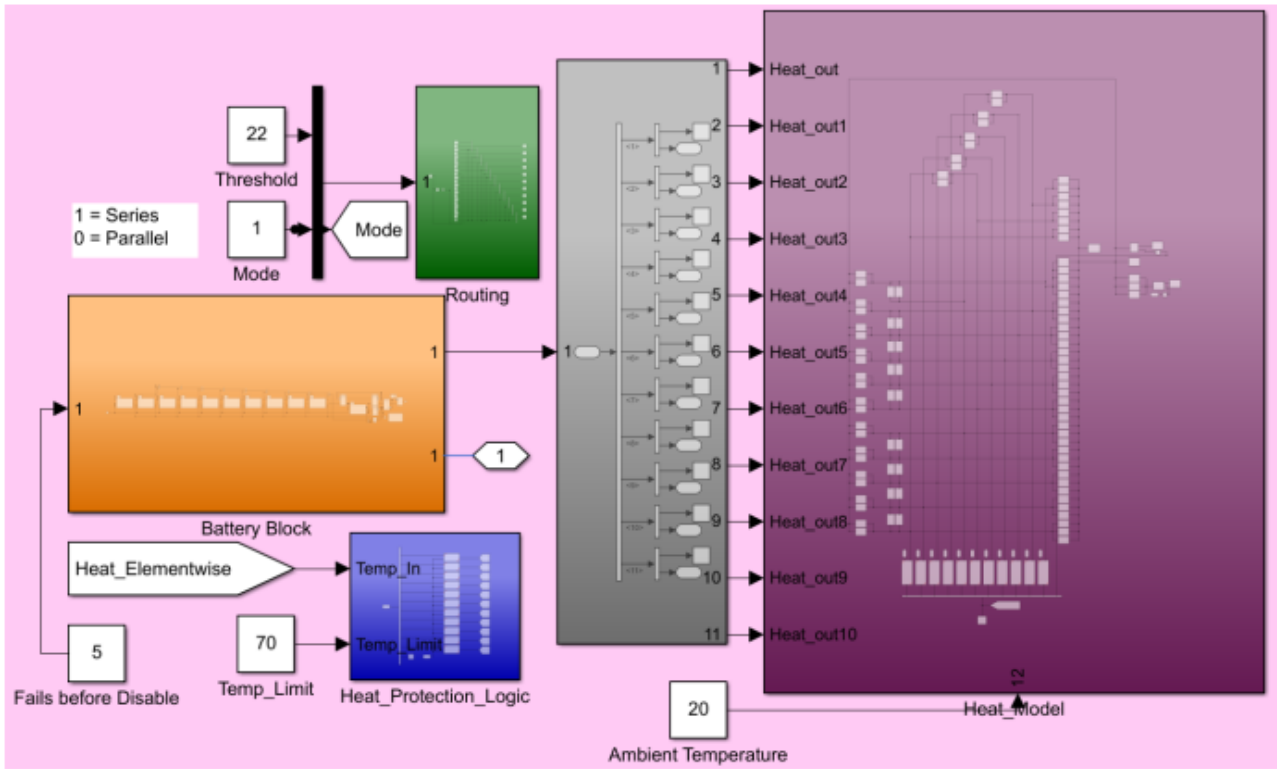 22
Threshold
1 = Series
0 = Parallel
1
Mode
Mode
1
Routing
1
1
1
1
Battery Block
Heat_Elementwise
Temp_In
Temp_Limit
Heat_Protection_Logic
5
Fails before Disable
70
Temp_Limit
1
1
2
3
4
5
6
7
8
9
10
11
Heat_out
Heat_out1
Heat_out2
Heat_out3
Heat_out4
Heat_out5
Heat_out6
Heat_out7
Heat_out8
Heat_out9
Heat_out10
12
Heat_Model
20
Ambient Temperature